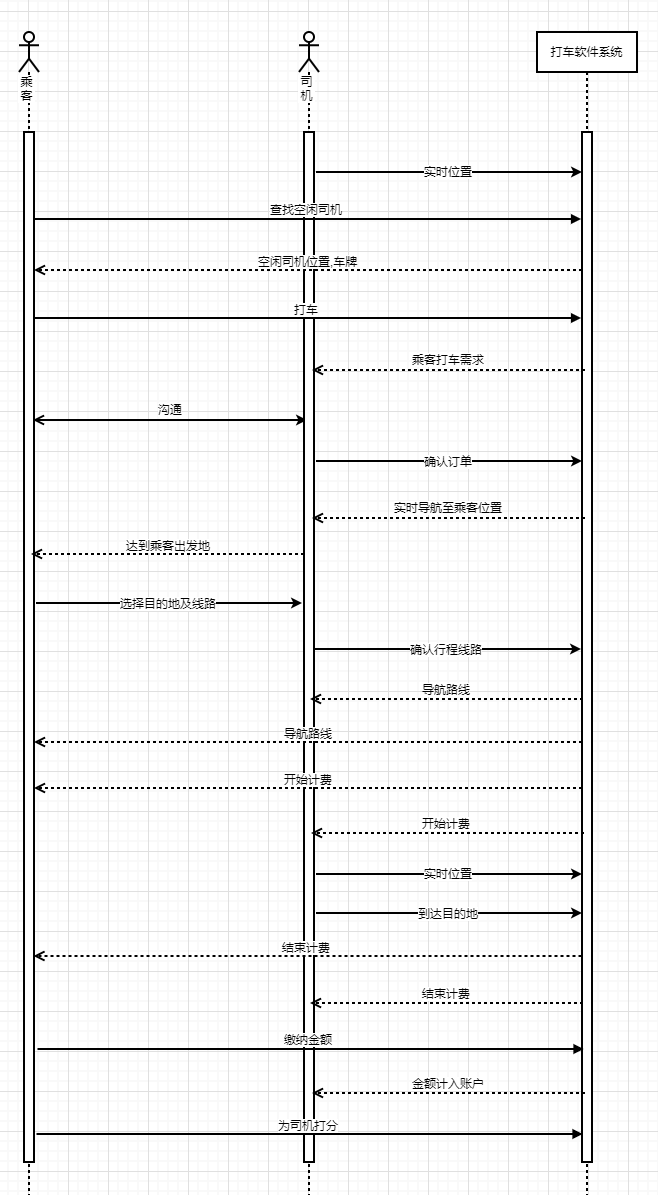 乘
客
司
机
打车软件系统
实时位置
查找空闲司机
空闲司机位置,车牌
打车
乘客打车需求
沟通
确认订单
实时导航至乘客位置
达到乘客出发地
选择目的地及线路
确认行程线路
导航路线
导航路线
开始计费
开始计费
实时位置
到达目的地
结束计费
结束计费
缴纳金额
金额计入账户
为司机打分